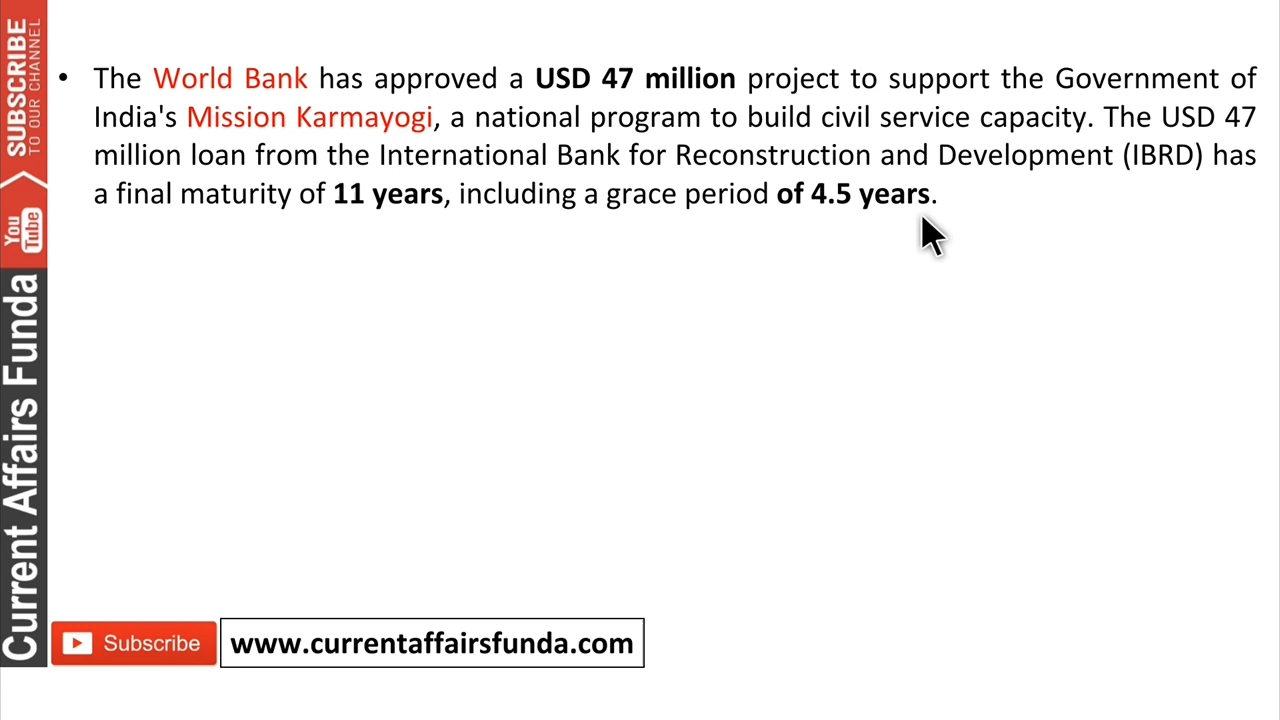 • The World Bank has approved a USD 47 million project to support the Government of
India's Mission Karmayogi, a national program to build civil service capacity. The USD 47
million loan from the International Bank for Reconstruction and Development (IBRD) has
a final maturity of 11 years, including a grace period of 4.5 years.
SUBSCRIBE
TO OUR CHANNEL
You
Tube
Current Affairs Funda
Subscribe
www.currentaffairsfunda.com